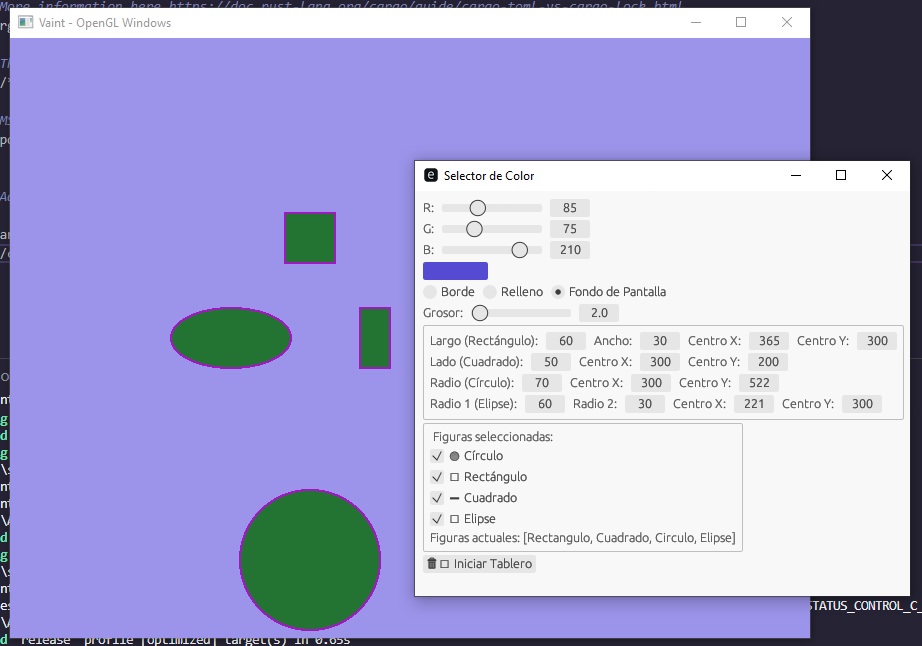 More information here https://doc.rust-lang.org/cargo/guide/cargo-toml-vs-cargo-lock.html
Vaint - OpenGL Windows
Selector de Color
R: 85
G: 75
B: 210
Borde Relleno Fondo de Pantalla
Grosor: 2.0
Largo (Rectángulo): 60 Ancho: 30 Centro X: 365 Centro Y: 300
Lado (Cuadrado): 50 Centro X: 300 Centro Y: 200
Radio (Círculo): 70 Centro X: 300 Centro Y: 522
Radio 1 (Elipse): 60 Radio 2: 30 Centro X: 221 Centro Y: 300
Figuras seleccionadas:
Círculo
Rectángulo
Cuadrado
Elipse
Figuras actuales: [Rectangulo, Cuadrado, Circulo, Elipse]
Iniciar Tablero
STATUS_CONTROL_C_
d `release` profile [optimized] target(s) in 0.65s